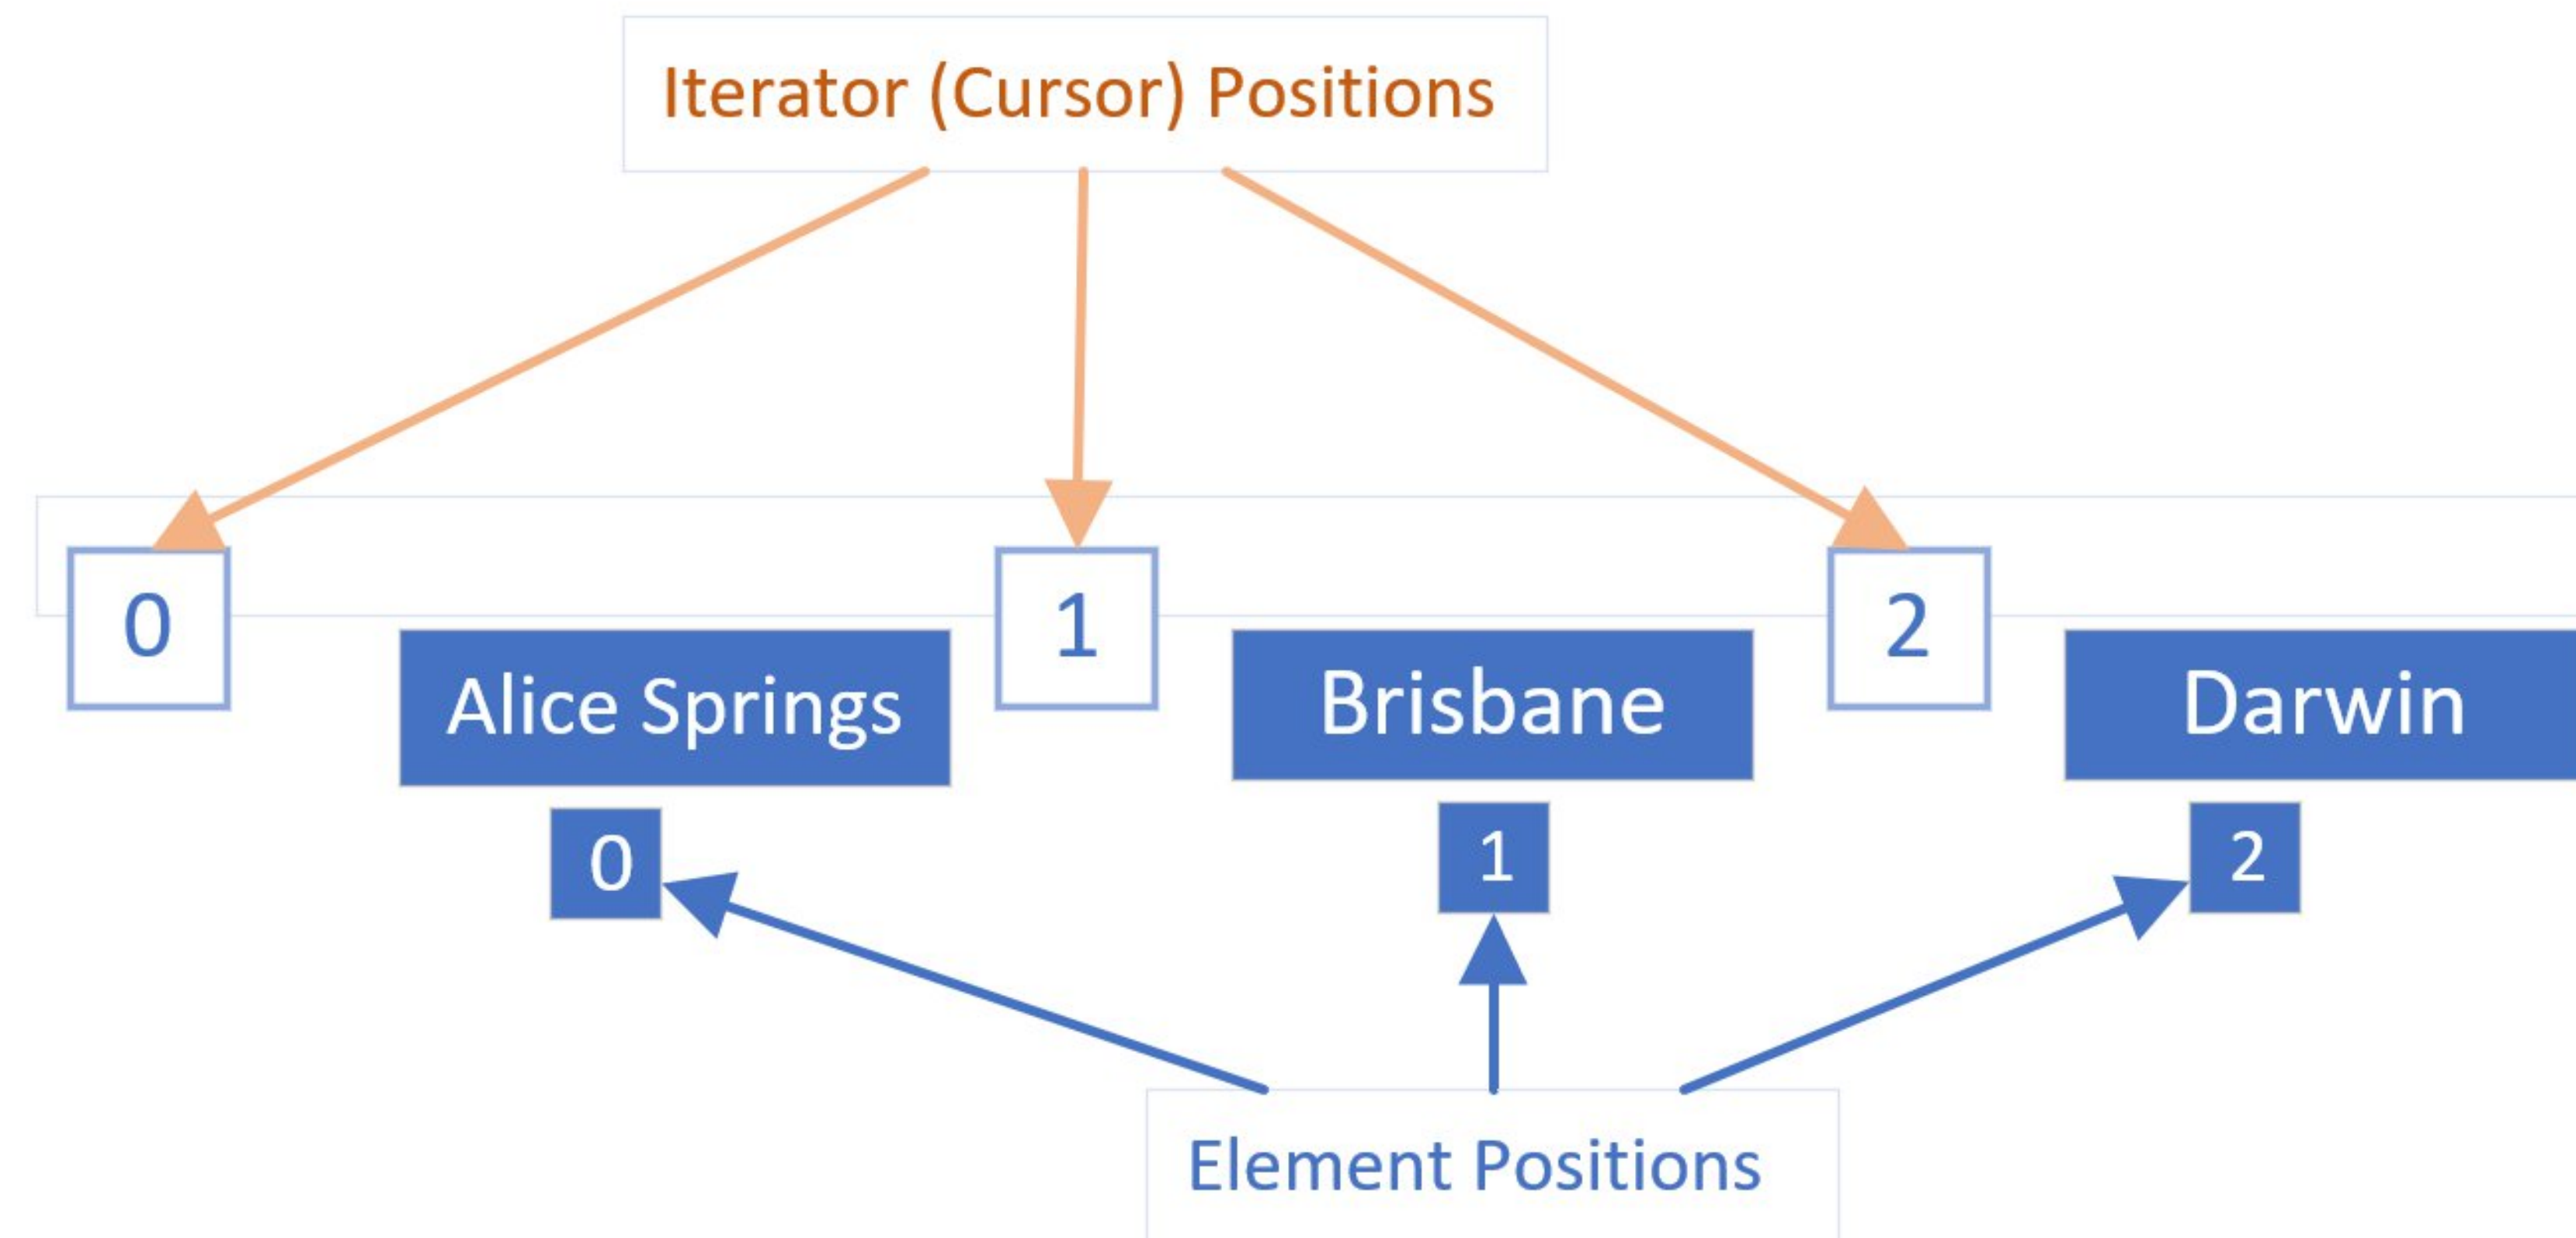 Iterator (Cursor) Positions
0
1
2
Alice Springs
Brisbane
Darwin
0
1
2
Element Positions